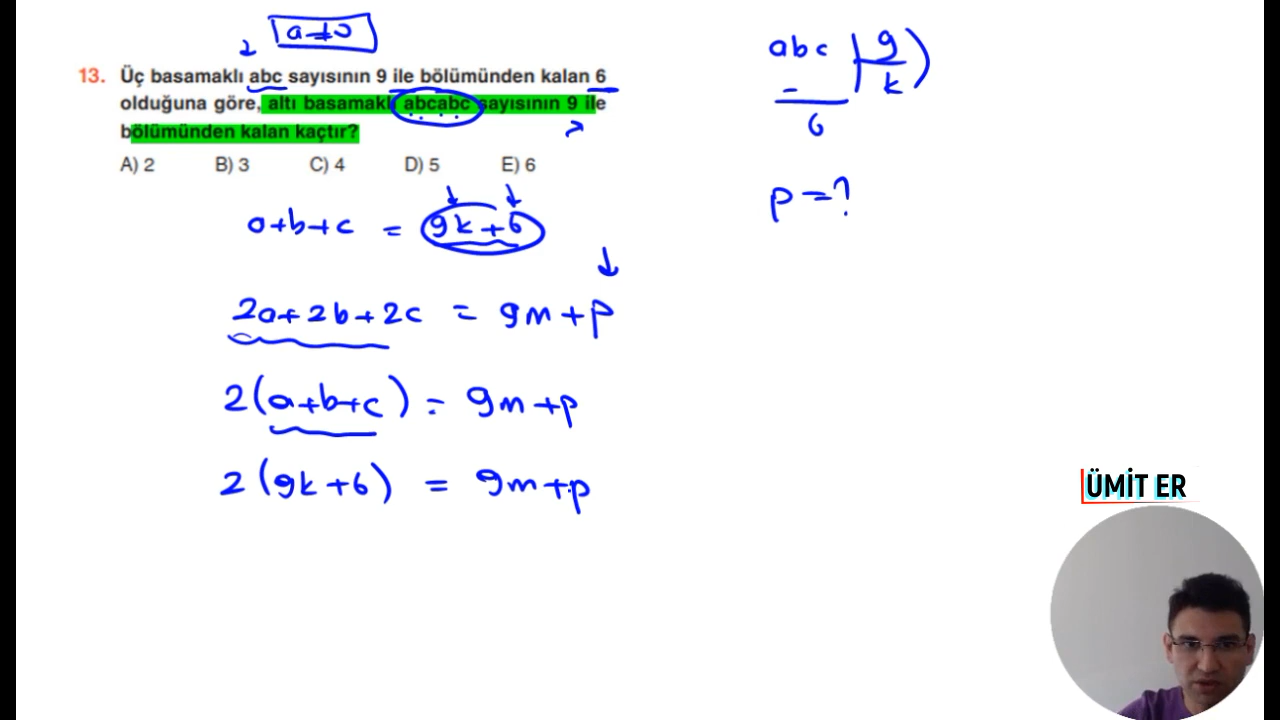 a≠0
13. Üç basamaklı abc sayısının 9 ile bölümünden kalan 6
olduğuna göre, altı basamaklı abcabc sayısının 9 ile
bölümünden kalan kaçtır?
A) 2 B) 3 C) 4 D) 5 E) 6
a+b+c = 9k+6
2a+2b+2c = 9m+p
2(a+b+c) = 9m+p
2(9k+6) = 9m+p
abc 9
- k
6
p=?
ÜMİT ER